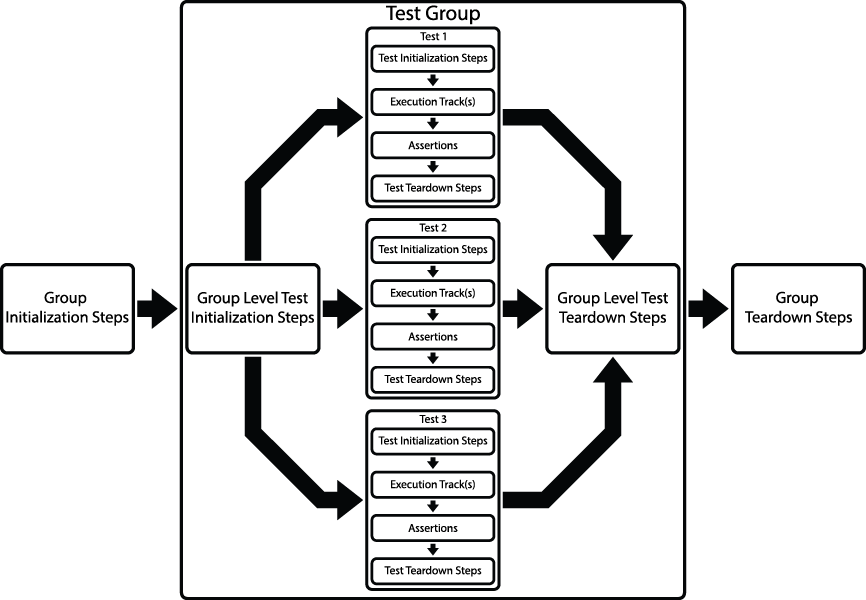 Test Group
Group
Initialization Steps
Group Level Test
Initialization Steps
Test 1
Test Initialization Steps
Execution Track(s)
Assertions
Test Teardown Steps
Test 2
Test Initialization Steps
Execution Track(s)
Assertions
Test Teardown Steps
Test 3
Test Initialization Steps
Execution Track(s)
Assertions
Test Teardown Steps
Group Level Test
Teardown Steps
Group
Teardown Steps